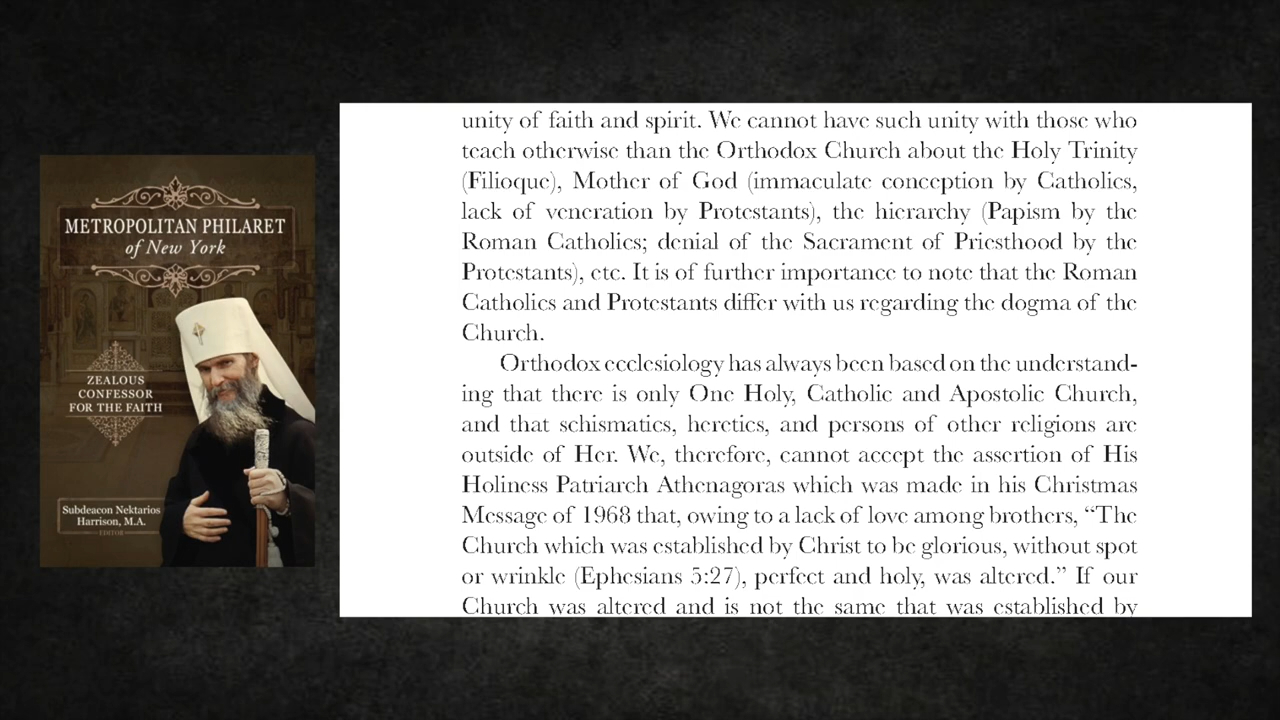 METROPOLITAN PHILARET
of New York
ZEALOUS
CONFESSOR
FOR THE FAITH
Subdeacon Nektarios
Harrison, M.A.
EDITOR
unity of faith and spirit. We cannot have such unity with those who
teach otherwise than the Orthodox Church about the Holy Trinity
(Filioque), Mother of God (immaculate conception by Catholics,
lack of veneration by Protestants), the hierarchy (Papism by the
Roman Catholics; denial of the Sacrament of Priesthood by the
Protestants), etc. It is of further importance to note that the Roman
Catholics and Protestants differ with us regarding the dogma of the
Church.
Orthodox ecclesiology has always been based on the understand-
ing that there is only One Holy, Catholic and Apostolic Church,
and that schismatics, heretics, and persons of other religions are
outside of Her. We, therefore, cannot accept the assertion of His
Holiness Patriarch Athenagoras which was made in his Christmas
Message of 1968 that, owing to a lack of love among brothers, “The
Church which was established by Christ to be glorious, without spot
or wrinkle (Ephesians 5:27), perfect and holy, was altered.” If our
Church was altered and is not the same that was established by